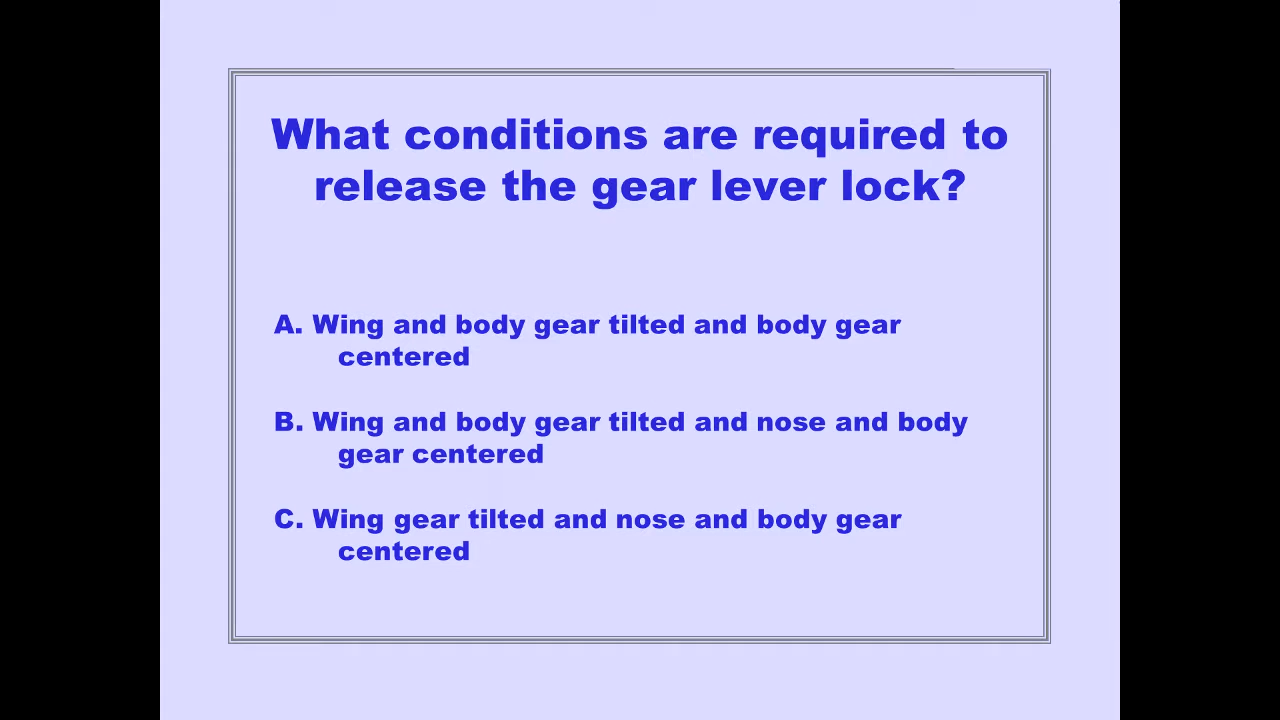 What conditions are required to
release the gear lever lock?
A. Wing and body gear tilted and body gear
centered
B. Wing and body gear tilted and nose and body
gear centered
C. Wing gear tilted and nose and body gear
centered